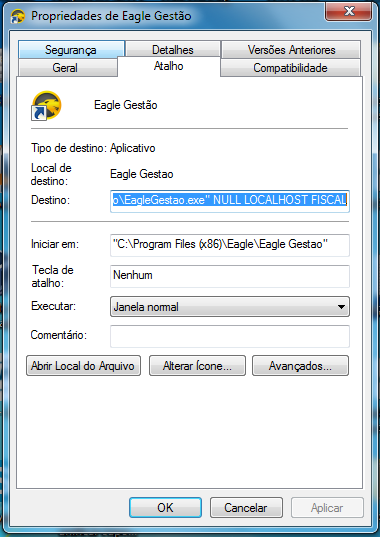 Propriedades de Eagle Gestão
Segurança
Detalhes
Versões Anteriores
Geral
Atalho
Compatibilidade
Eagle Gestão
Tipo de destino: Aplicativo
Local de
destino:
Eagle Gestao
Destino:
o\EagleGestao.exe" NULL LOCALHOST FISCAL
Iniciar em:
"C:\Program Files (x86)\Eagle\Eagle Gestao"
Tecla de
atalho:
Nenhum
Executar:
Janela normal
Comentário:
Abrir Local do Arquivo
Alterar Ícone...
Avançados...
OK
Cancelar
Aplicar